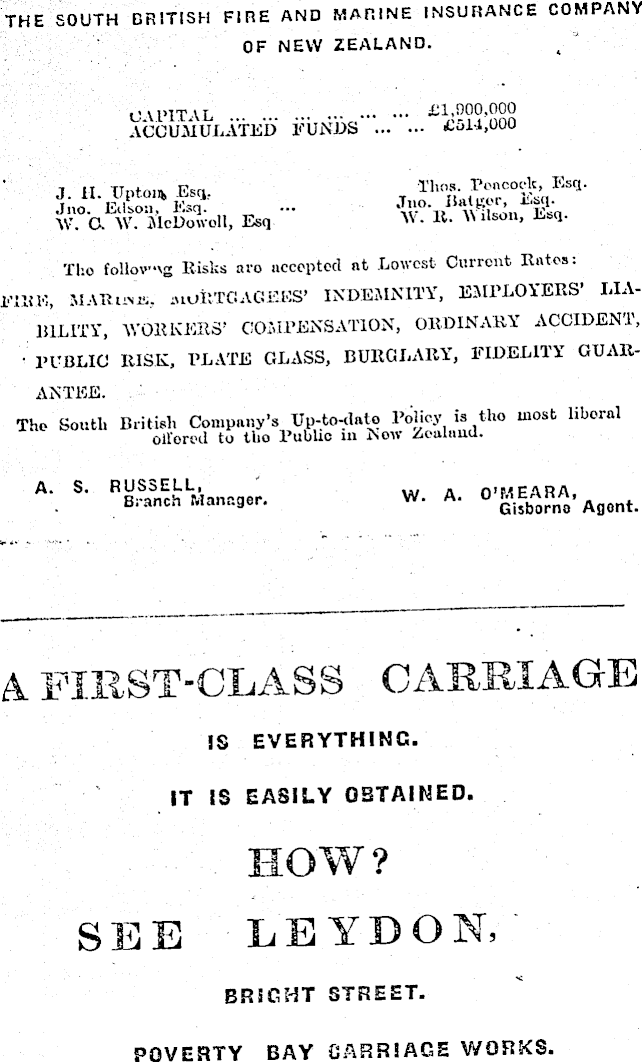 THE SOUTH BRITISH FIRE AND MARINE INSURANCE COMPANY
OF NEW ZEALAND.
CAPITAL ... ... ... ... ... ... £1,900,000
ACCUMULATED FUNDS ... ... £514,000
J. H. Upton, Esq. Thos. Peacock, Esq.
Jno. Edson, Esq. ... Jno. Batger, Esq.
W. C. W. McDowell, Esq W. R. Wilson, Esq.
The following Risks are accepted at Lowest Current Rates:
FIRE, MARINE, MORTGAGEES' INDEMNITY, EMPLOYERS' LIA-
BILITY, WORKERS' COMPENSATION, ORDINARY ACCIDENT,
PUBLIC RISK, PLATE GLASS, BURGLARY, FIDELITY GUAR-
ANTEE.
The South British Company's Up-to-date Policy is the most liberal
offered to the Public in New Zealand.
A. S. RUSSELL,
Branch Manager.
W. A. O'MEARA,
Gisborne Agent.
A FIRST-CLASS CARRIAGE
IS EVERYTHING.
IT IS EASILY OBTAINED.
HOW?
SEE LEYDON,
BRIGHT STREET.
POVERTY BAY CARRIAGE WORKS.